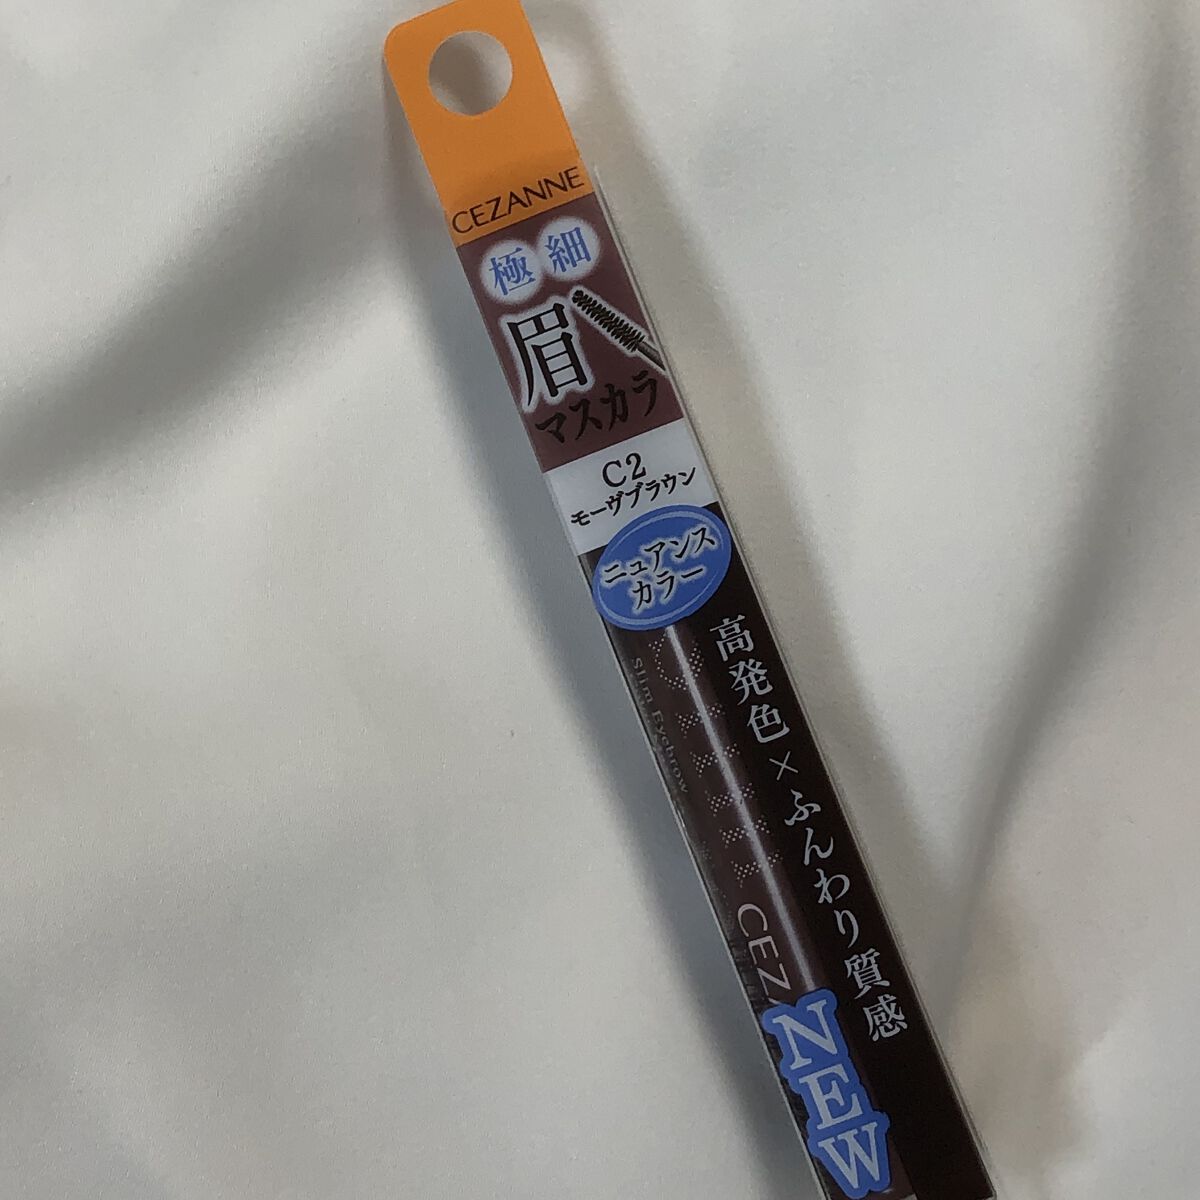 CEZANNE
極細
眉
マスカラ
C2
モーヴブラウン
ニュアンス
カラー
高発色×ふんわり質感
Slim Eyebrow
CEZ
NEW